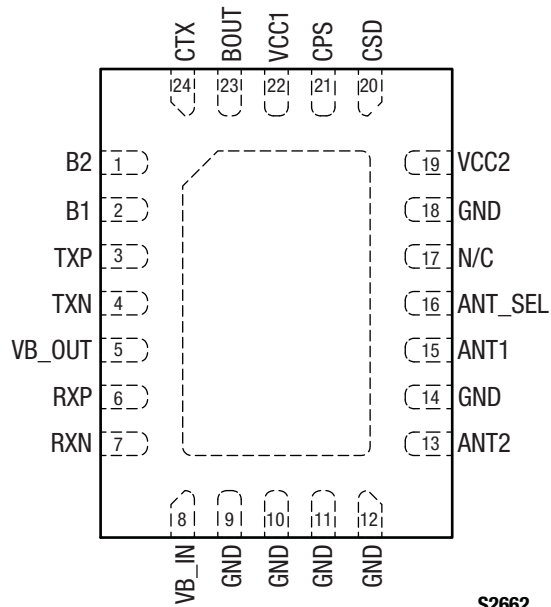 CTX
BOUT
VCC1
CPS
CSD
24
23
22
21
20
B2 1
B1 2
TXP 3
TXN 4
VB_OUT 5
RXP 6
RXN 7
19 VCC2
18 GND
17 N/C
16 ANT_SEL
15 ANT1
14 GND
13 ANT2
8
9
10
11
12
VB_IN
GND
GND
GND
GND
S2662